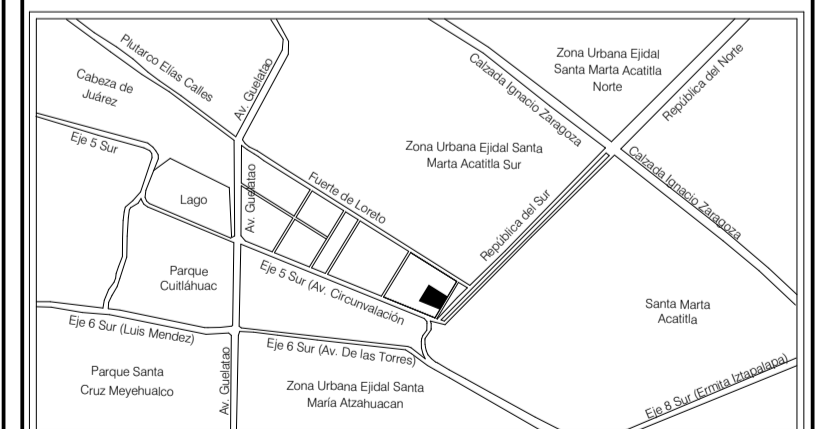 Plutarco Elías Calles
Cabeza de
Juárez
Av. Guelatao
Calzada Ignacio Zaragoza
Zona Urbana Ejidal
Santa Marta Acatitla
Norte
República del Norte
Eje 5 Sur
Zona Urbana Ejidal Santa
Marta Acatitla Sur
Calzada Ignacio Zaragoza
Lago
Av. Guelatao
Fuerte de Loreto
República del Sur
Parque
Cuitláhuac
Eje 5 Sur (Av. Circunvalación
Santa Marta
Acatitla
Eje 6 Sur (Luis Mendez)
Eje 6 Sur (Av. De las Torres)
Parque Santa
Cruz Meyehualco
Av. Guelatao
Zona Urbana Ejidal Santa
María Atzahuacan
Eje 8 Sur (Ermita Iztapalapa)